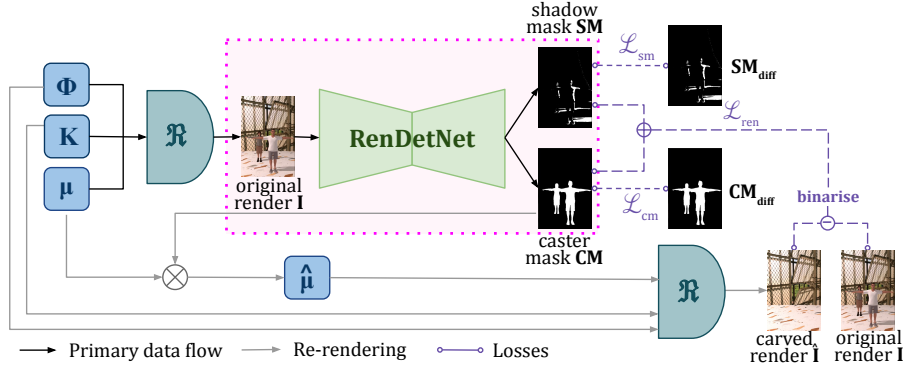 shadow
mask SM
ℒsm
SMdiff
Φ
K
μ
ℜ
original
render I
RenDetNet
ℒren
⊕
ℒcm
CMdiff
binarise
−
caster
mask CM
⊗
μ̂
ℜ
carved
render Î
original
render I
Primary data flow
Re-rendering
Losses